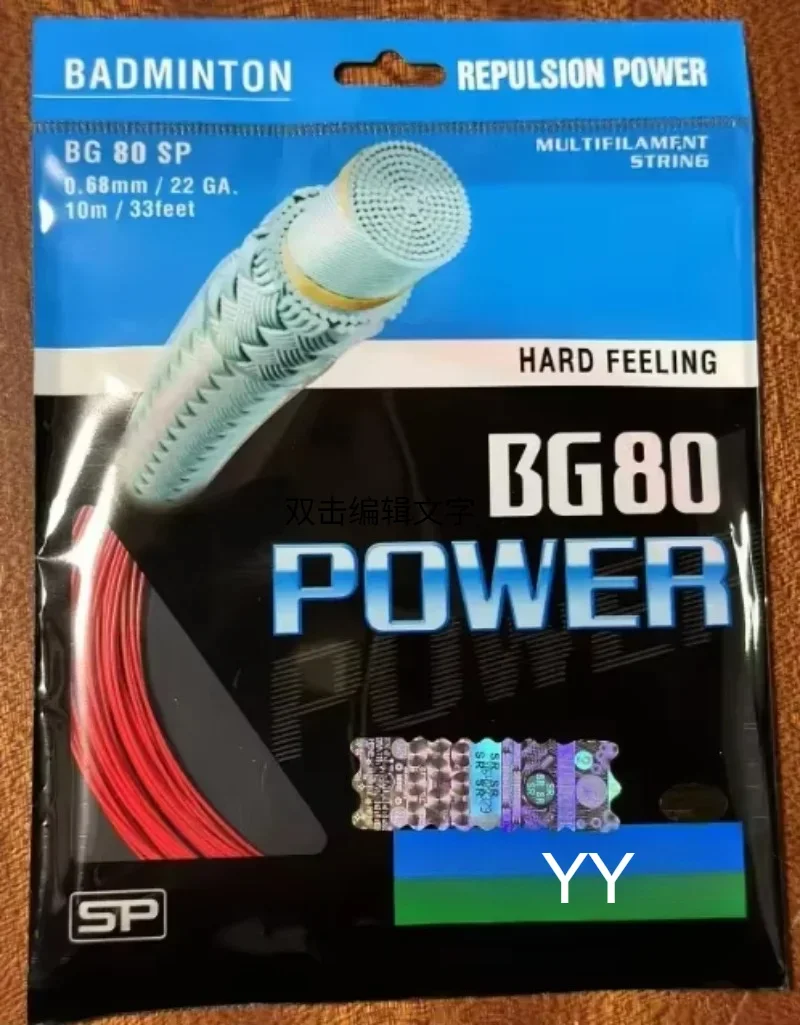 BADMINTON
REPULSION POWER
BG 80 SP
0.68mm / 22 GA.
10m / 33feet
MULTIFILAMENT
STRING
HARD FEELING
BG80
双击编辑文字
POWER
POWER
SP
YY